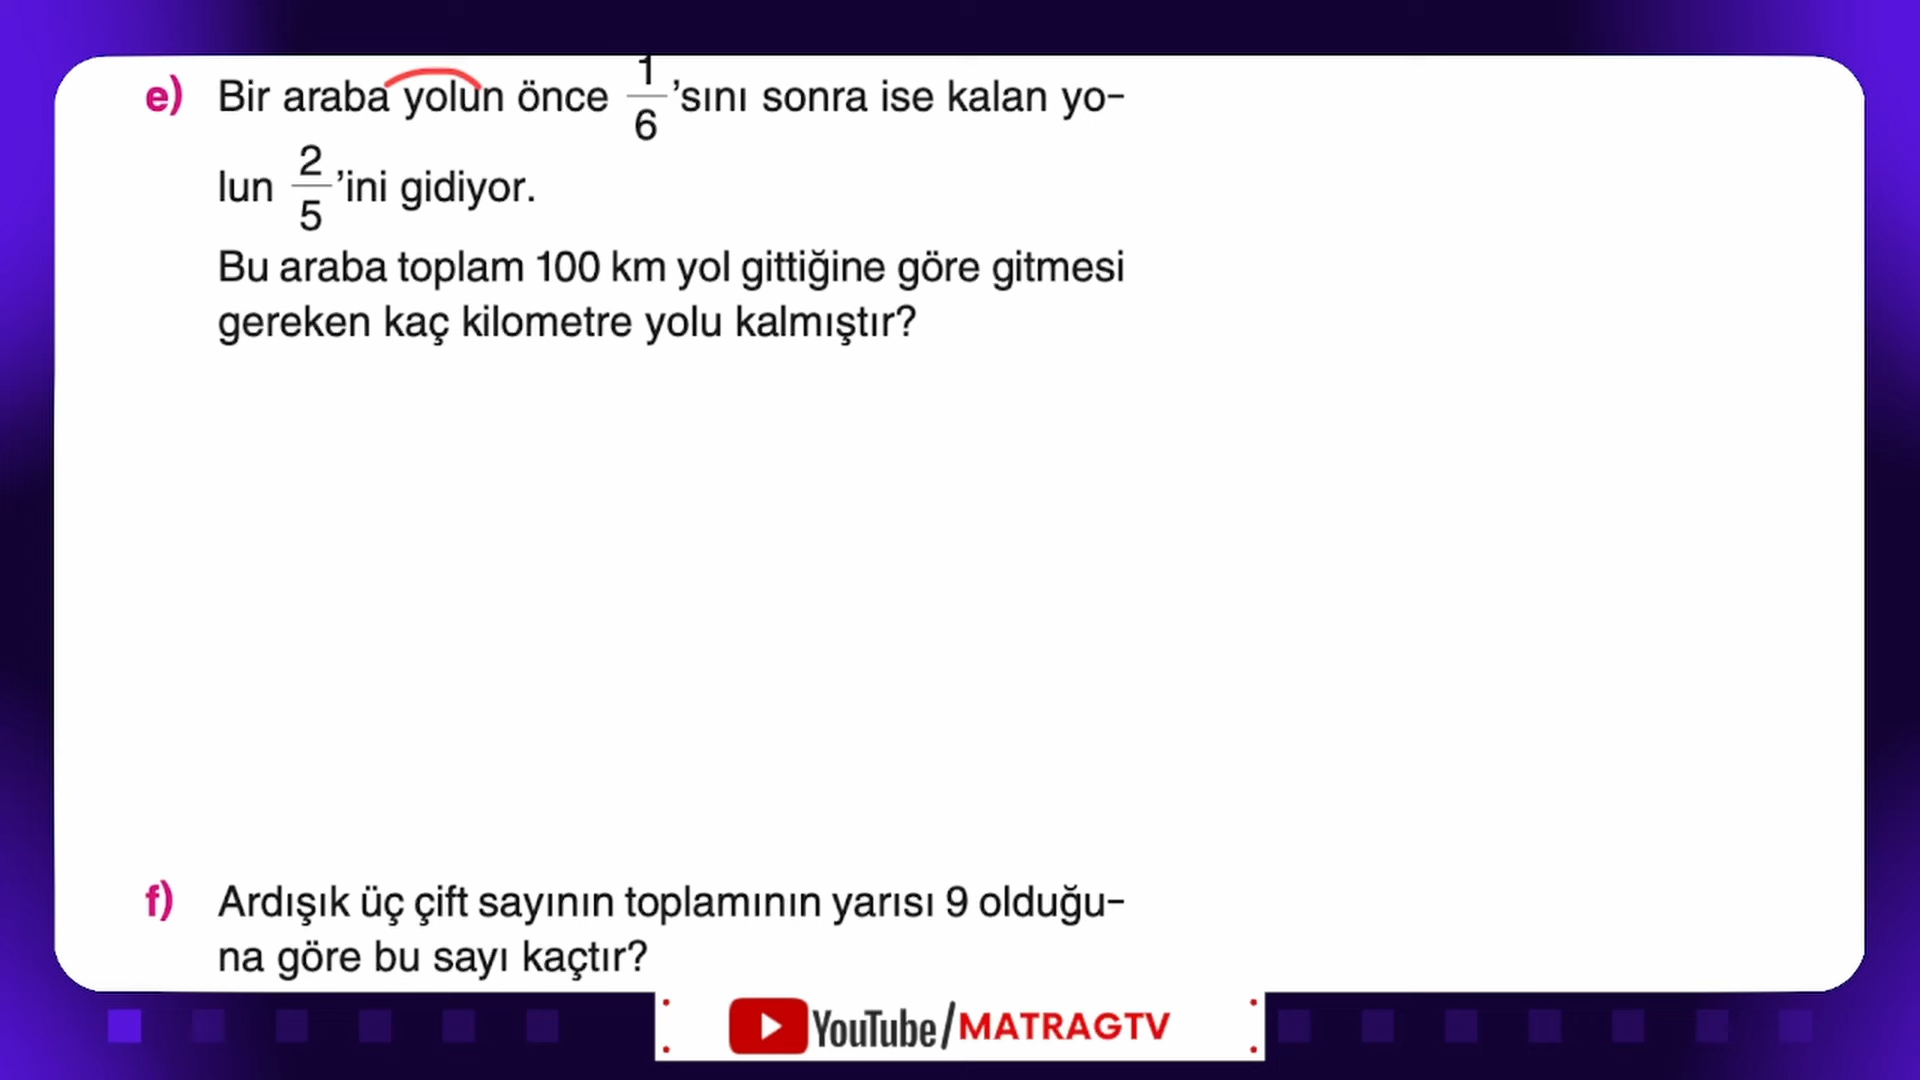 e) Bir araba yolun önce 1/6 'sını sonra ise kalan yo-
lun 2/5 'ini gidiyor.
Bu araba toplam 100 km yol gittiğine göre gitmesi
gereken kaç kilometre yolu kalmıştır?
f) Ardışık üç çift sayının toplamının yarısı 9 olduğu-
na göre bu sayı kaçtır?
YouTube/MATRAGTV